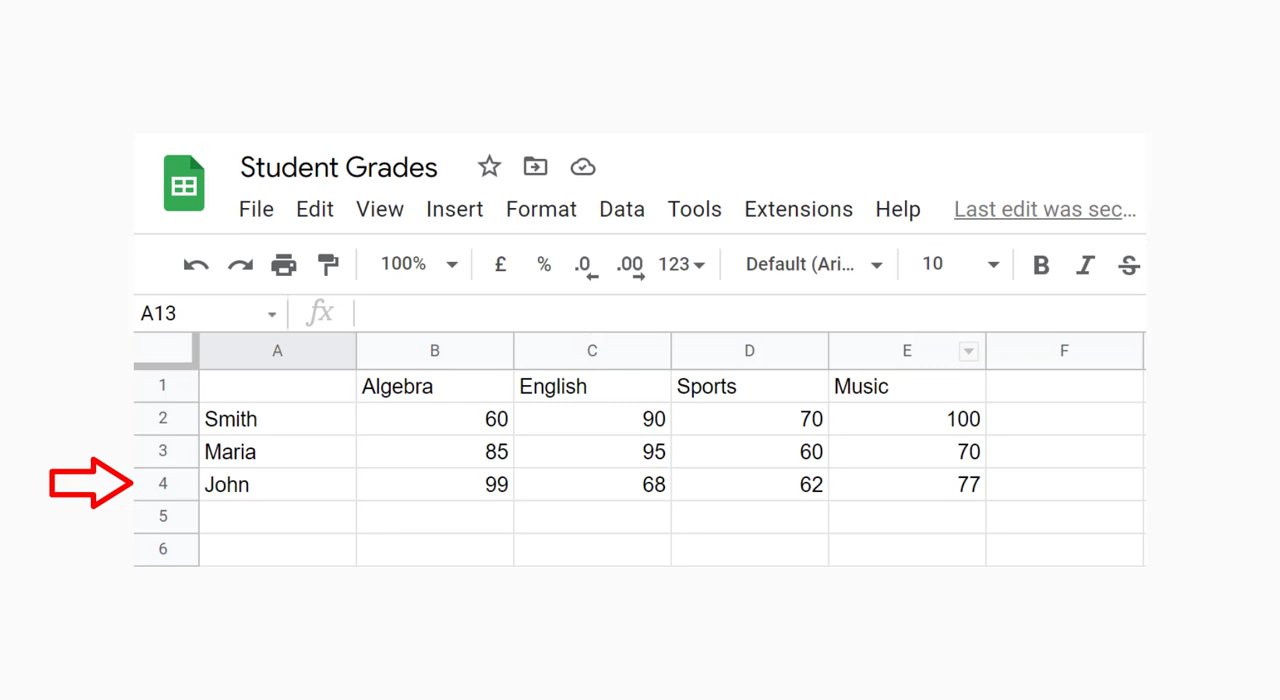 Student Grades
File Edit View Insert Format Data Tools Extensions Help Last edit was sec...
100% £ % .0 .00 123 Default (Ari... 10 B I S
A13 fx
A B C D E F
1 Algebra English Sports Music
2 Smith 60 90 70 100
3 Maria 85 95 60 70
4 John 99 68 62 77
5
6